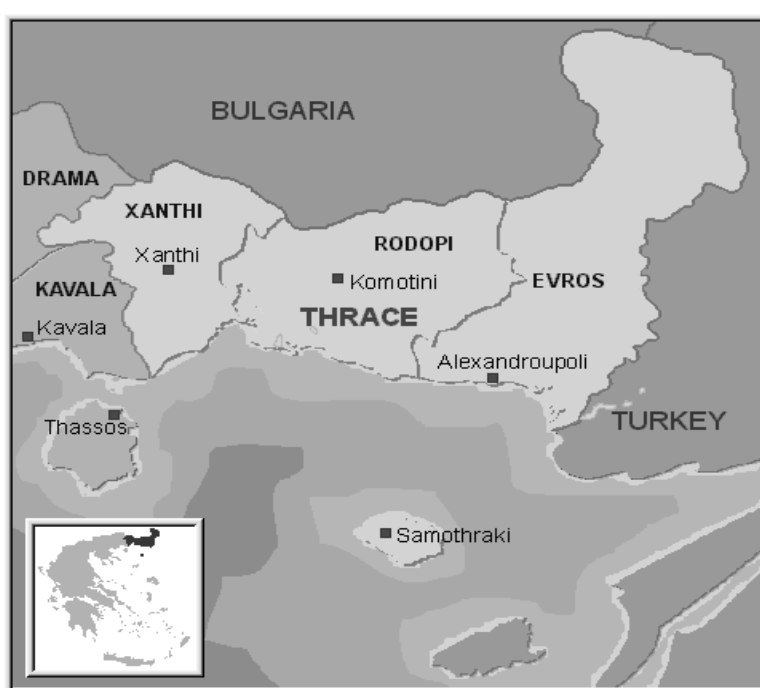 BULGARIA
DRAMA
XANTHI
Xanthi
RODOPI
KAVALA
Komotini
EVROS
THRACE
Kavala
Alexandroupoli
Thassos
TURKEY
Samothraki